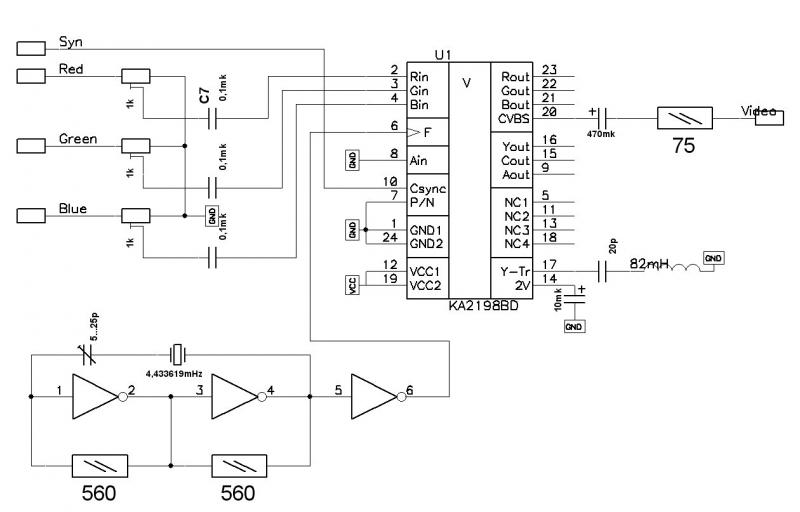 Syn
Red
1k
C7
0,1mk
Green
1k
0,1mk
Blue
1k
GND
0,1mk
U1
V
2 Rin
3 Gin
4 Bin
6 F
GND 8 Ain
10 Csync
7 P/N
GND 1 GND1
24 GND2
VCC 12 VCC1
19 VCC2
Rout 23
Gout 22
Bout 21
CVBS 20
Yout 16
Cout 15
Aout 9
NC1 5
NC2 11
NC3 13
NC4 18
Y-Tr 17
2V 14
KA2198BD
+
470mk
75
Video
20p
82mH
GND
10mk
+
GND
5...25p
4,433619mHz
1 2
3 4
5 6
560
560